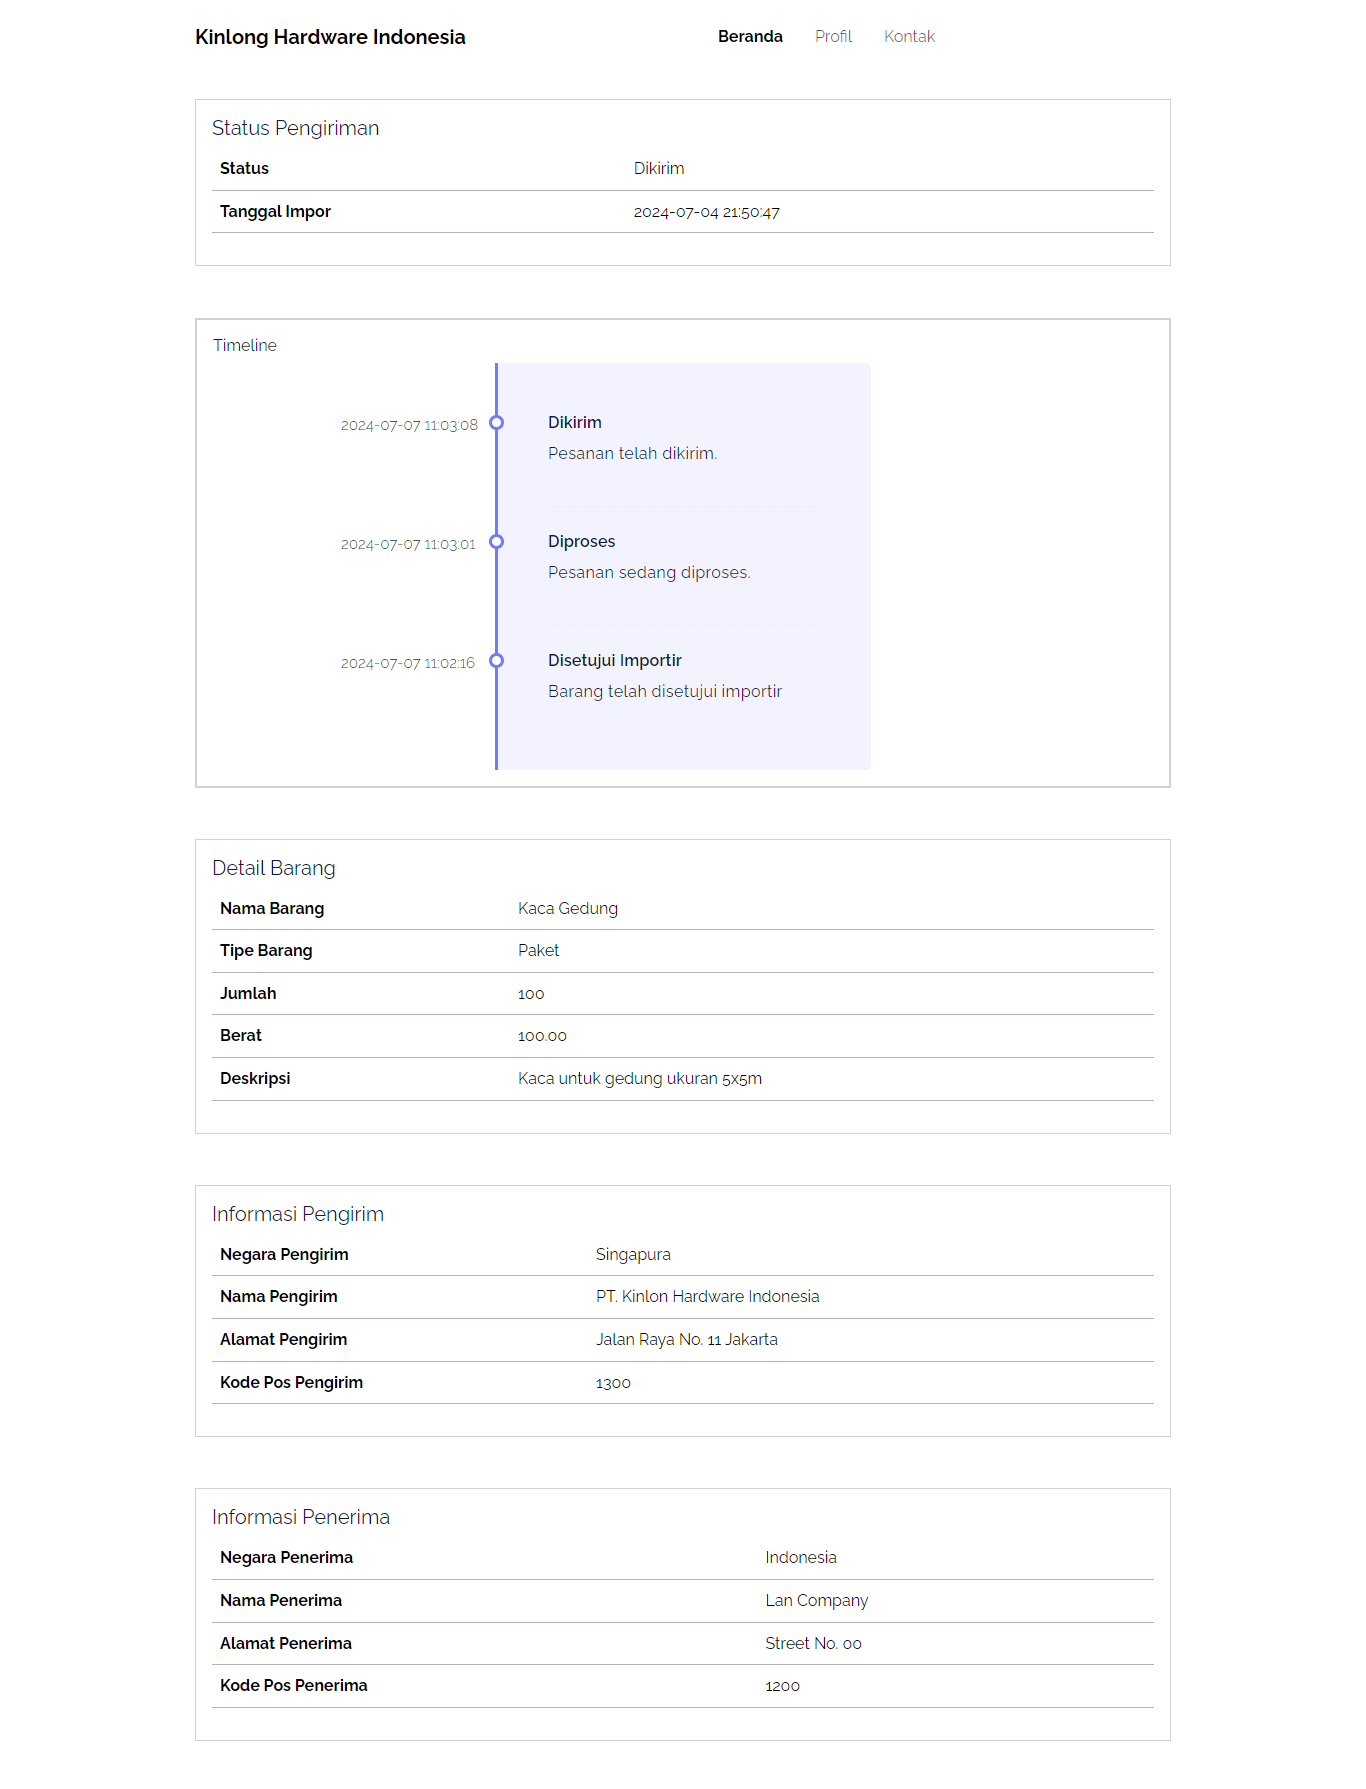 Kinlong Hardware Indonesia Beranda Profil Kontak
Status Pengiriman
Status Dikirim
Tanggal Impor 2024-07-04 21:50:47
Timeline
2024-07-07 11:03:08 Dikirim
Pesanan telah dikirim.
2024-07-07 11:03:01 Diproses
Pesanan sedang diproses.
2024-07-07 11:02:16 Disetujui Importir
Barang telah disetujui importir
Detail Barang
Nama Barang Kaca Gedung
Tipe Barang Paket
Jumlah 100
Berat 100.00
Deskripsi Kaca untuk gedung ukuran 5x5m
Informasi Pengirim
Negara Pengirim Singapura
Nama Pengirim PT. Kinlon Hardware Indonesia
Alamat Pengirim Jalan Raya No. 11 Jakarta
Kode Pos Pengirim 1300
Informasi Penerima
Negara Penerima Indonesia
Nama Penerima Lan Company
Alamat Penerima Street No. 00
Kode Pos Penerima 1200